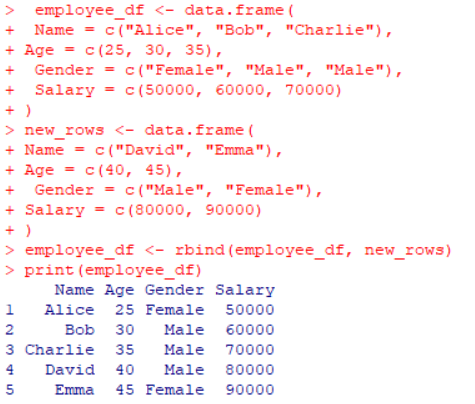 >  employee_df <- data.frame(
+  Name = c("Alice", "Bob", "Charlie"),
+ Age = c(25, 30, 35),
+  Gender = c("Female", "Male", "Male"),
+  Salary = c(50000, 60000, 70000)
+ )
> new_rows <- data.frame(
+ Name = c("David", "Emma"),
+ Age = c(40, 45),
+  Gender = c("Male", "Female"),
+ Salary = c(80000, 90000)
+ )
> employee_df <- rbind(employee_df, new_rows)
> print(employee_df)
     Name Age Gender Salary
1   Alice  25 Female  50000
2     Bob  30   Male  60000
3 Charlie  35   Male  70000
4   David  40   Male  80000
5    Emma  45 Female  90000